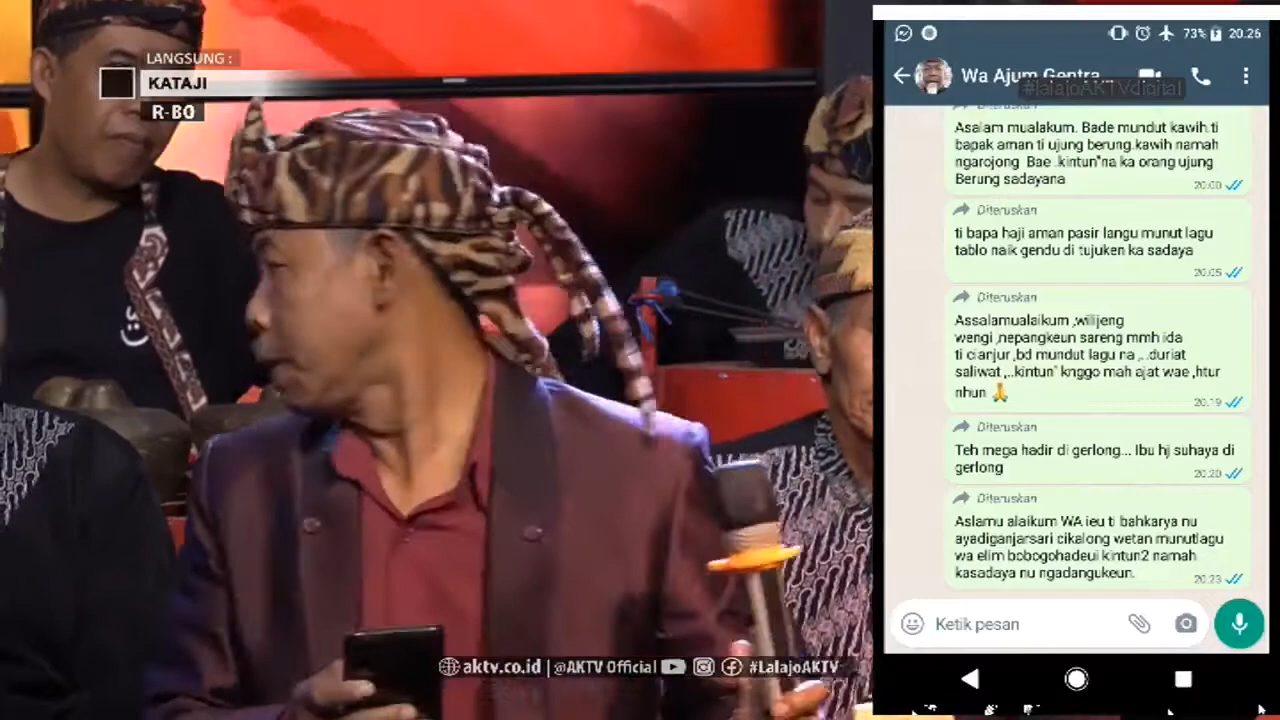 LANGSUNG :
KATAJI
R-BO
73% 20.26
Wa Ajum Gentra...
#lalajoAKTVdigital
Diteruskan
Asalam mualakum. Bade mundut kawih.ti
bapak aman ti ujung berung.kawih namah
ngarojong Bae .kintun"na ka orang ujung
Berung sadayana
20.00
Diteruskan
ti bapa haji aman pasir langu munut lagu
tablo naik gendu di tujuken ka sadaya
20.05
Diteruskan
Assalamualaikum ,wilijeng
wengi ,nepangkeun sareng mmh ida
ti cianjur ,bd mundut lagu na ,..duriat
saliwat ,..kintun" knggo mah ajat wae ,htur
nhun 🙏
20.19
Diteruskan
Teh mega hadir di gerlong... Ibu hj suhaya di
gerlong
20.20
Diteruskan
Aslamu alaikum WA ieu ti bahkarya nu
ayadiganjarsari cikalong wetan munutlagu
wa elim bobogohadeui kintun2 namah
kasadaya nu ngadangukeun.
20.23
Ketik pesan
aktv.co.id | @AKTV Official #LalajoAKTV